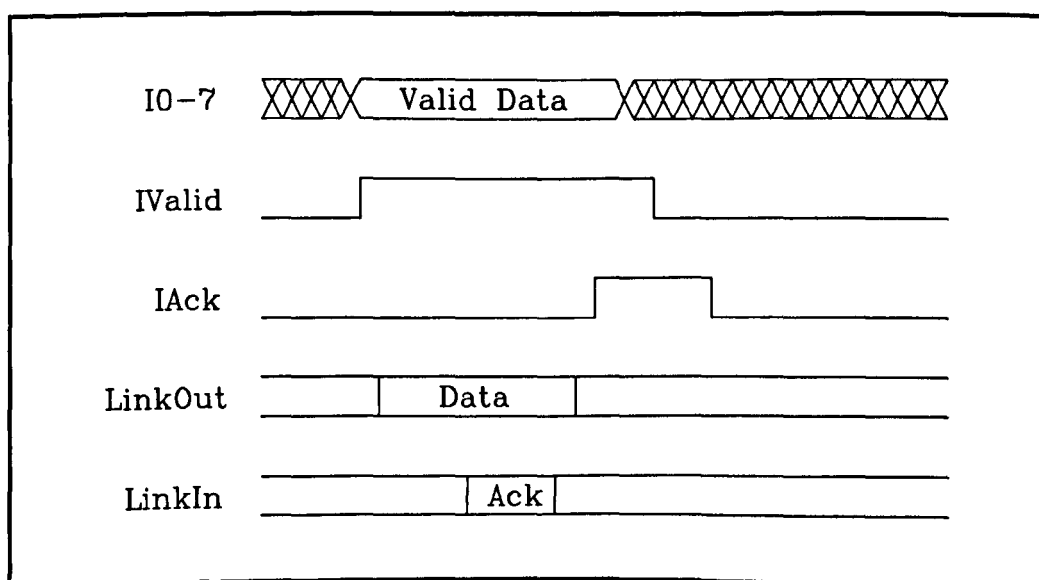 I0-7 Valid Data
IValid
IAck
LinkOut Data
LinkIn Ack